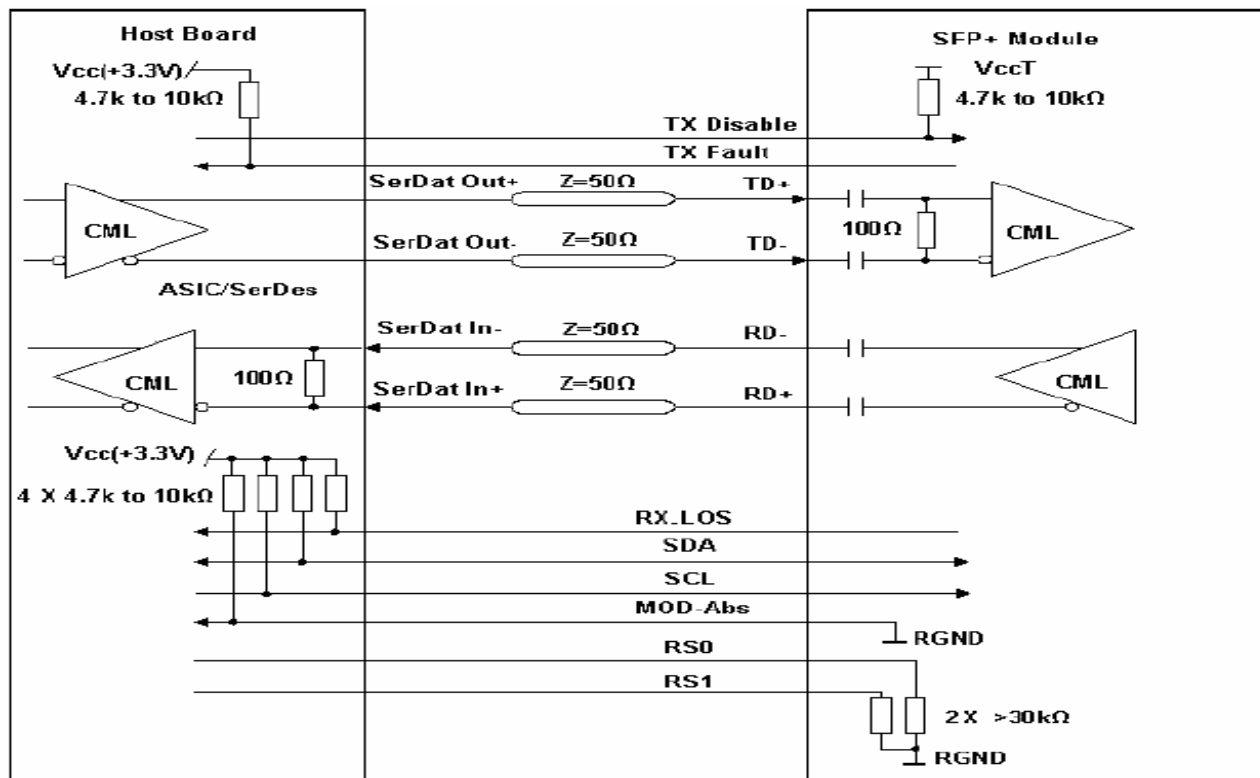 Host Board
SFP+ Module
Vcc(+3.3V)
4.7k to 10kΩ
VccT
4.7k to 10kΩ
TX Disable
TX Fault
SerDat Out+
Z=50Ω
TD+
CML
100Ω
CML
SerDat Out-
Z=50Ω
TD-
ASIC/SerDes
SerDat In-
Z=50Ω
RD-
CML
100Ω
CML
SerDat In+
Z=50Ω
RD+
Vcc(+3.3V)
4 X 4.7k to 10kΩ
RX_LOS
SDA
SCL
MOD-Abs
RGND
RS0
RS1
2X >30kΩ
RGND